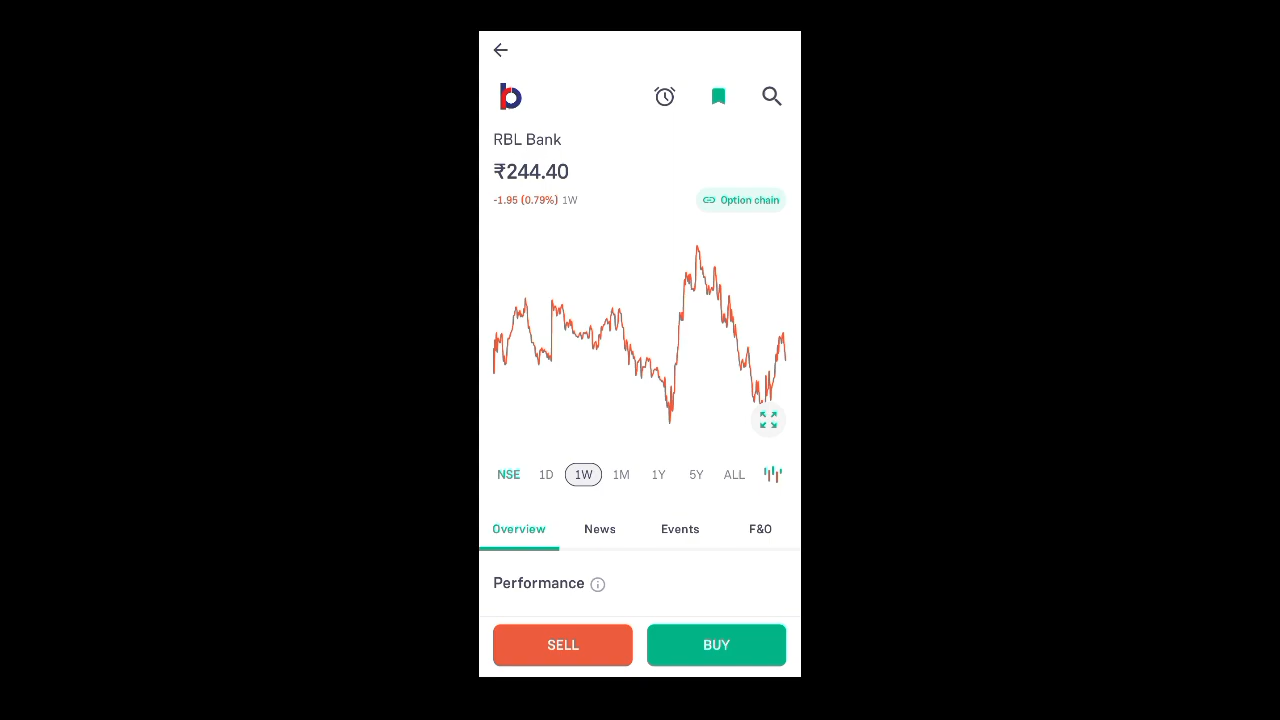 RBL Bank
₹244.40
-1.95 (0.79%) 1W
Option chain
NSE 1D 1W 1M 1Y 5Y ALL
Overview News Events F&O
Performance
SELL BUY